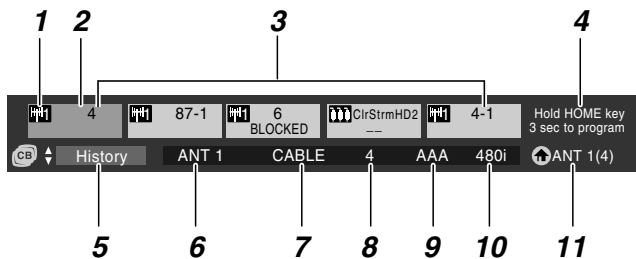 1 2 3 4
4 87-1 6 ClrStrmHD2 4-1 Hold HOME key
BLOCKED -- 3 sec to program
CB History ANT 1 CABLE 4 AAA 480i ANT 1(4)
5 6 7 8 9 10 11